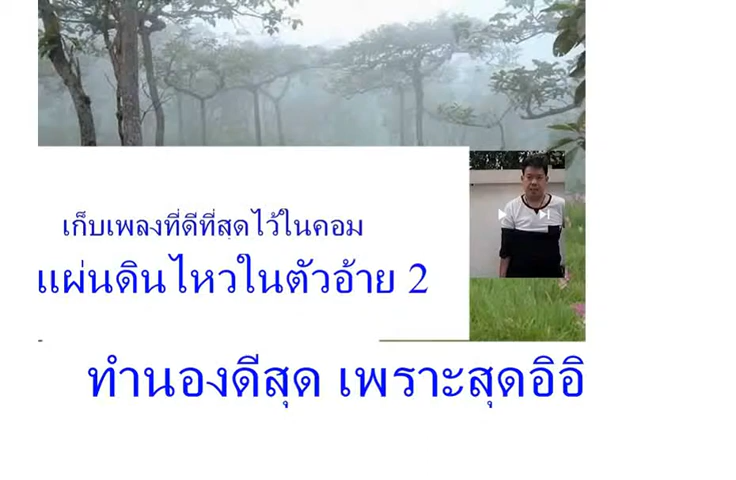 เก็บเพลงที่ดีที่สุดไว้ในคอม
แผ่นดินไหวในตัวอ้าย 2
ทำนองดีสุด เพราะสุดอิอิ